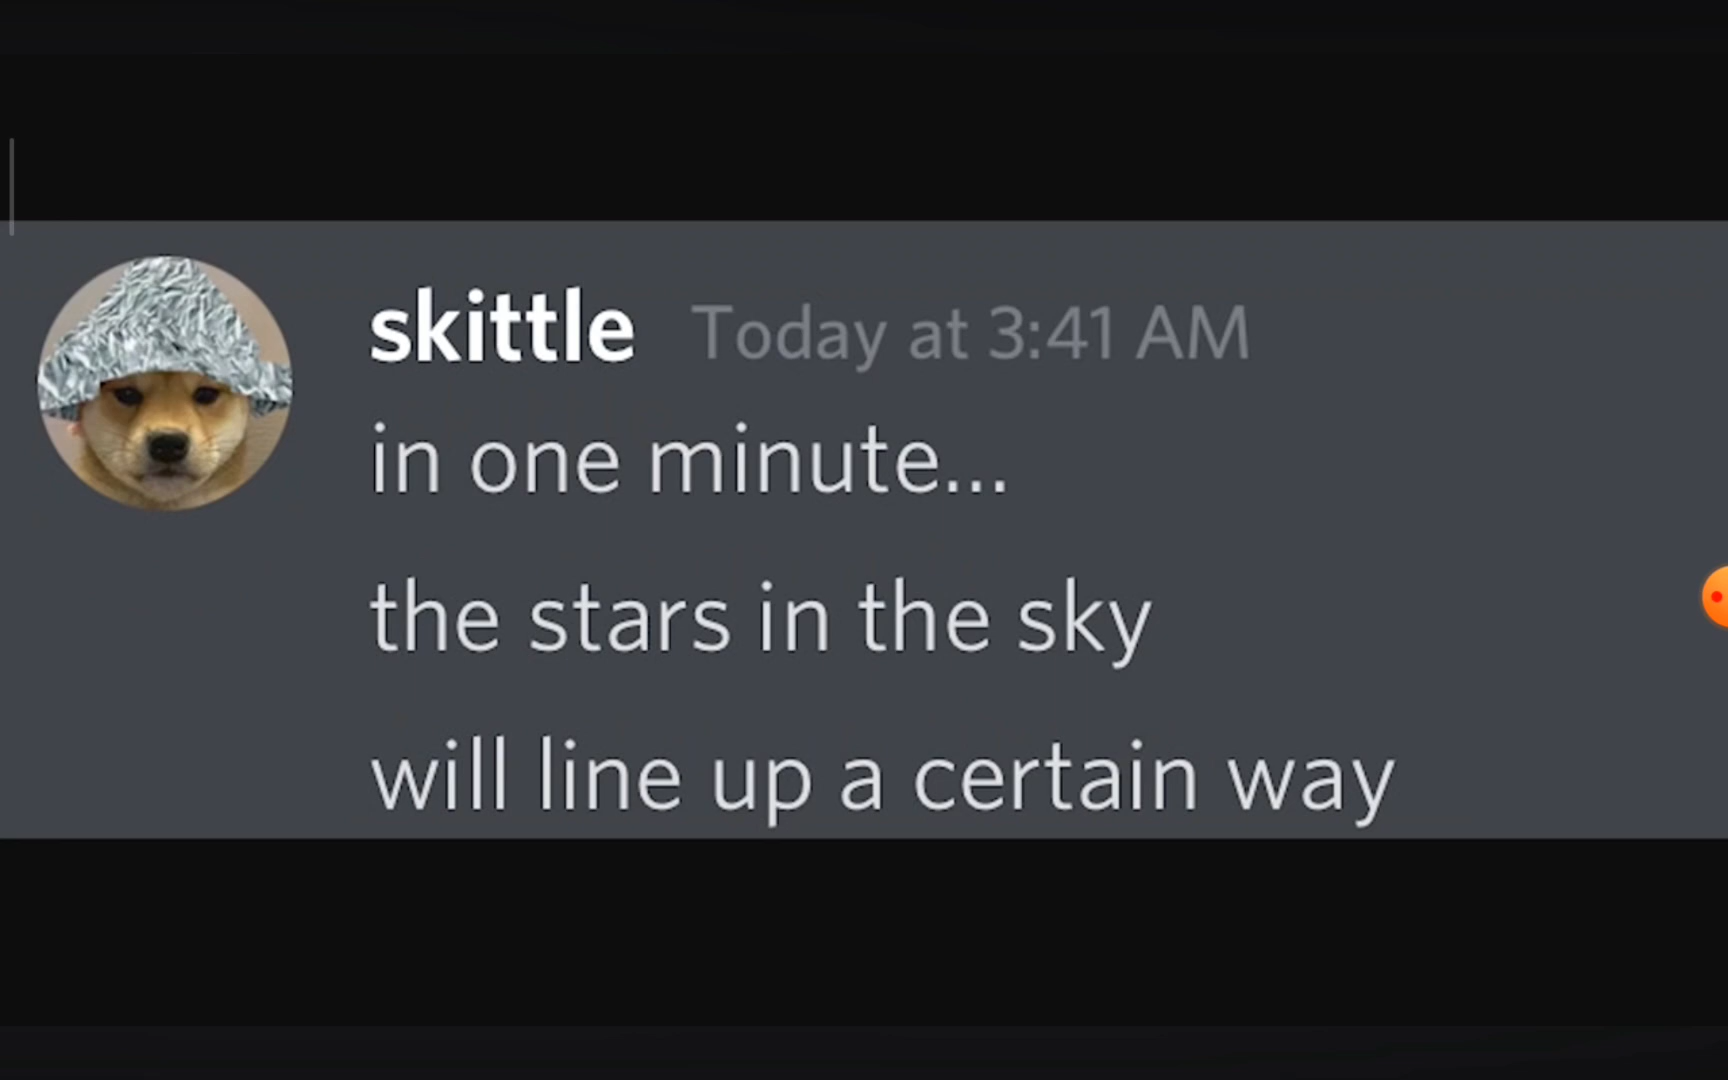 skittle Today at 3:41 AM
in one minute...
the stars in the sky
will line up a certain way